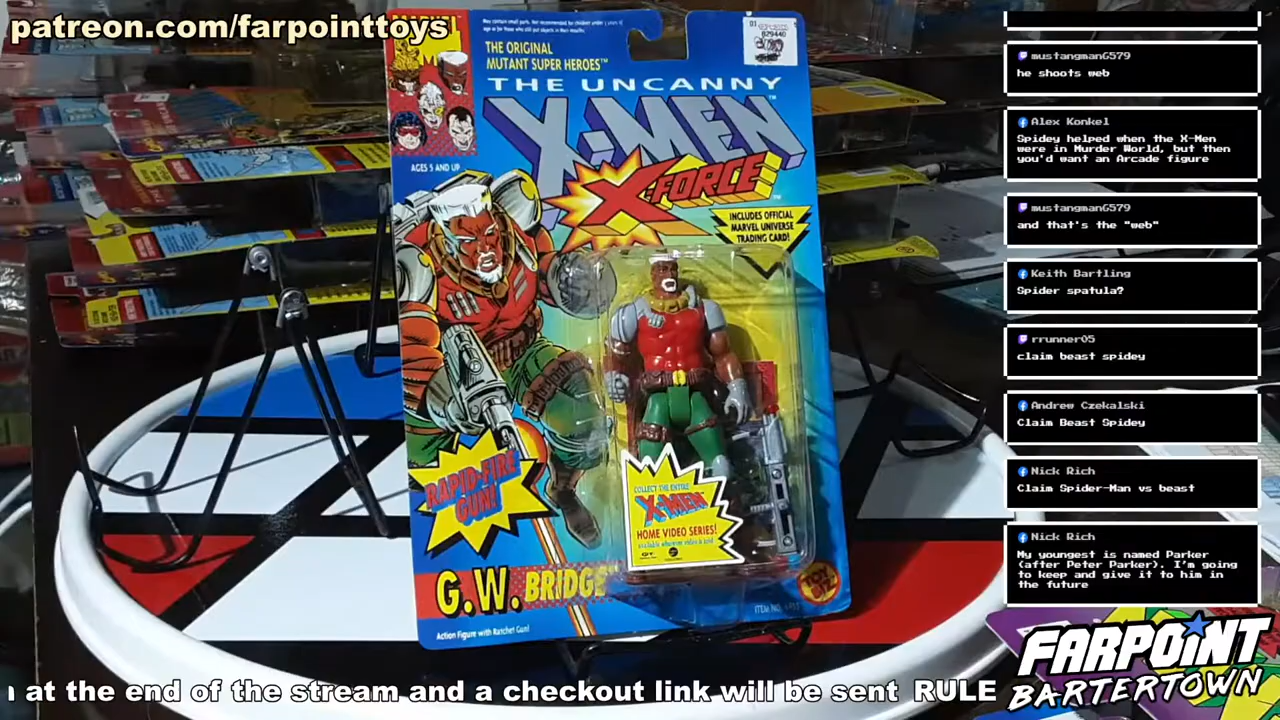 patreon.com/farpointtoys
MARVEL
THE ORIGINAL
MUTANT SUPER HEROES™
829440
THE UNCANNY
X-MEN
X-FORCE
AGES 5 AND UP
INCLUDES OFFICIAL
MARVEL UNIVERSE
TRADING CARD!
RAPID-FIRE
GUN!
COLLECT THE ENTIRE
X-MEN
HOME VIDEO SERIES!
G.W. BRIDGE™
TOY BIZ
Action Figure with Ratchet Gun!
ITEM NO.
mustangman6579
he shoots web
Alex Konkel
Spidey helped when the X-Men
were in Murder World, but then
you'd want an Arcade figure
mustangman6579
and that's the "web"
Keith Bartling
Spider spatula?
rrunner05
claim beast spidey
Andrew Czekalski
Claim Beast Spidey
Nick Rich
Claim Spider-Man vs beast
Nick Rich
My youngest is named Parker
(after Peter Parker). I'm going
to keep and give it to him in
the future
FARPOINT
BARTERTOWN
at the end of the stream and a checkout link will be sent RULE